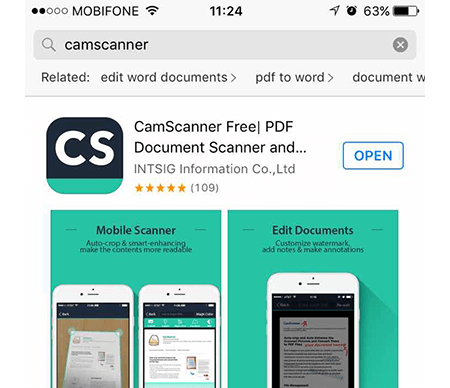 MOBIFONE 11:24 63%
camscanner
Related: edit word documents > pdf to word > document w
CS
CamScanner Free| PDF
Document Scanner and...
INTSIG Information Co.,Ltd
(109)
OPEN
Mobile Scanner
Auto-crop & smart-enhancing
make the contents more readable
Edit Documents
Customize watermark,
add notes & make annotations